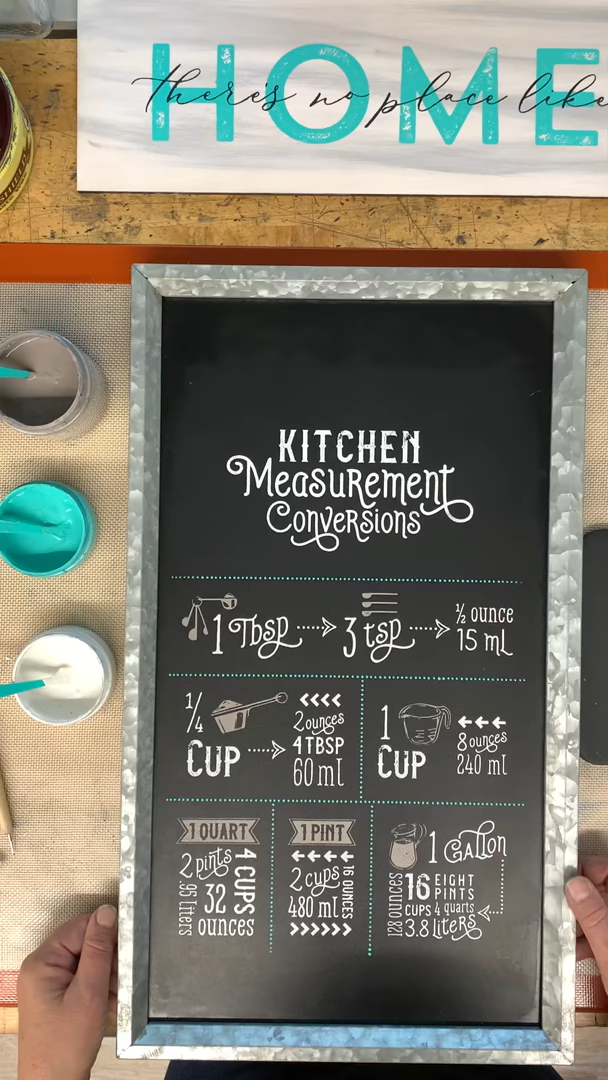 HOME
there's no place like
KITCHEN
Measurement
Conversions
1 Tbsp 3 tsp ½ ounce
15 mL
¼ CUP
2 ounces
4 TBSP
60 ml
1 CUP
8 ounces
240 ml
1 QUART
2 pints
95 liters
32
ounces
4 CUPS
1 PINT
2 cups
480 ml
16 OUNCES
1 GALLON
128 ounces
16 EIGHT
PINTS
CUPS 4 quarts
3.8 liters